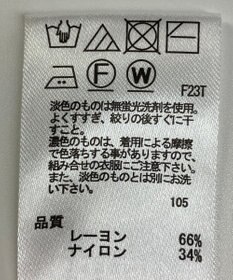 F
W
F23T
淡色のものは無蛍光洗剤を使用。
よくすすぎ、絞りの後すぐに干
すこと。
濃色のものは、着用による摩擦
で色落ちする事がありますので、
組み合せの衣服にご注意下さい。
また、淡色のものとは別にお洗
い下さい。
105
品質
レーヨン 66%
ナイロン 34%